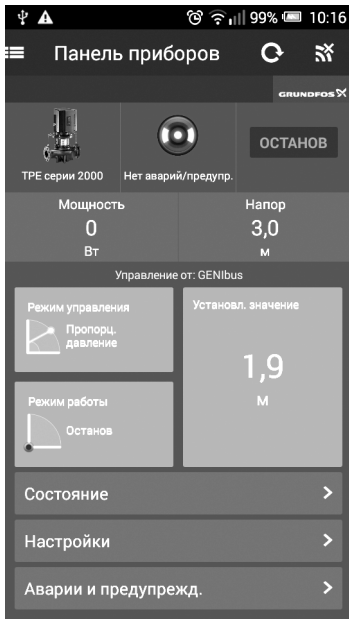 99% 10:16
Панель приборов
GRUNDFOS
TPE серии 2000
Нет аварий/предупр.
ОСТАНОВ
Мощность
0
Вт
Напор
3,0
м
Управление от: GENIbus
Режим управления
Пропорц.
давление
Установл. значение
1,9
м
Режим работы
Останов
Состояние
Настройки
Аварии и предупрежд.